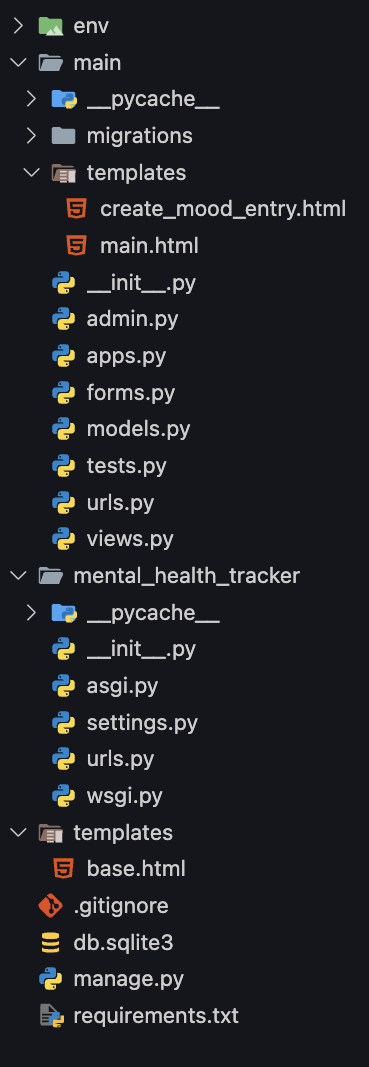 env
main
__pycache__
migrations
templates
create_mood_entry.html
main.html
__init__.py
admin.py
apps.py
forms.py
models.py
tests.py
urls.py
views.py
mental_health_tracker
__pycache__
__init__.py
asgi.py
settings.py
urls.py
wsgi.py
templates
base.html
.gitignore
db.sqlite3
manage.py
requirements.txt